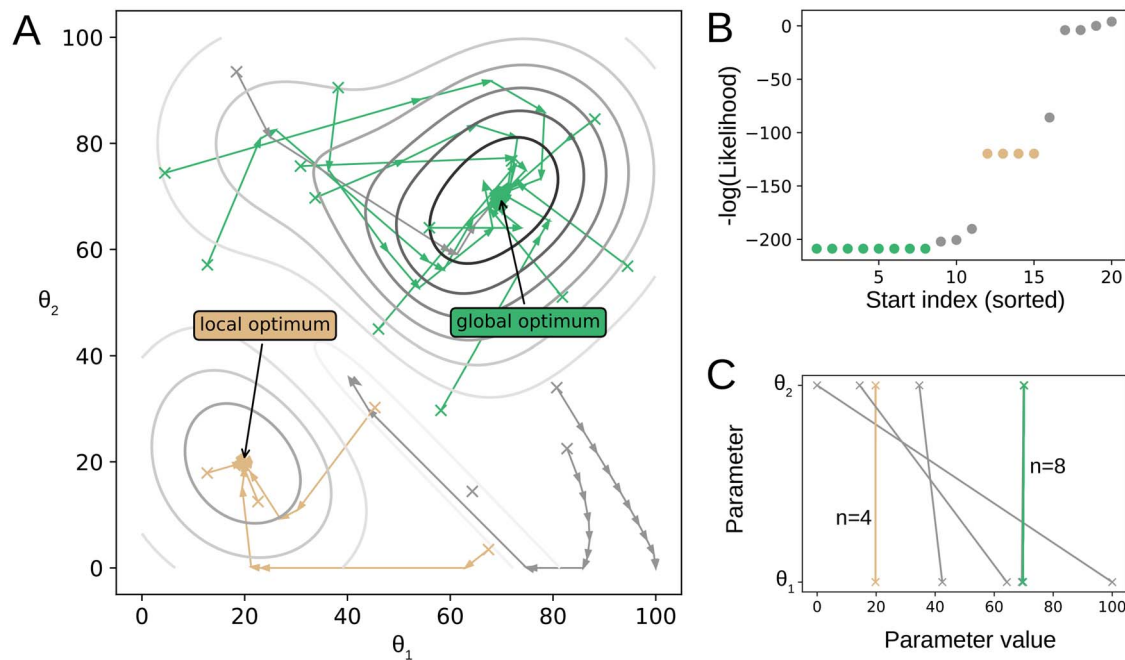 A
100
80
60
40
20
0
θ2
local optimum
global optimum
0
20
40
60
80
100
θ1
B
0
−50
−100
−150
−200
-log(Likelihood)
5
10
15
20
Start index (sorted)
C
θ2
Parameter
n=8
n=4
θ1
0
20
40
60
80
100
Parameter value